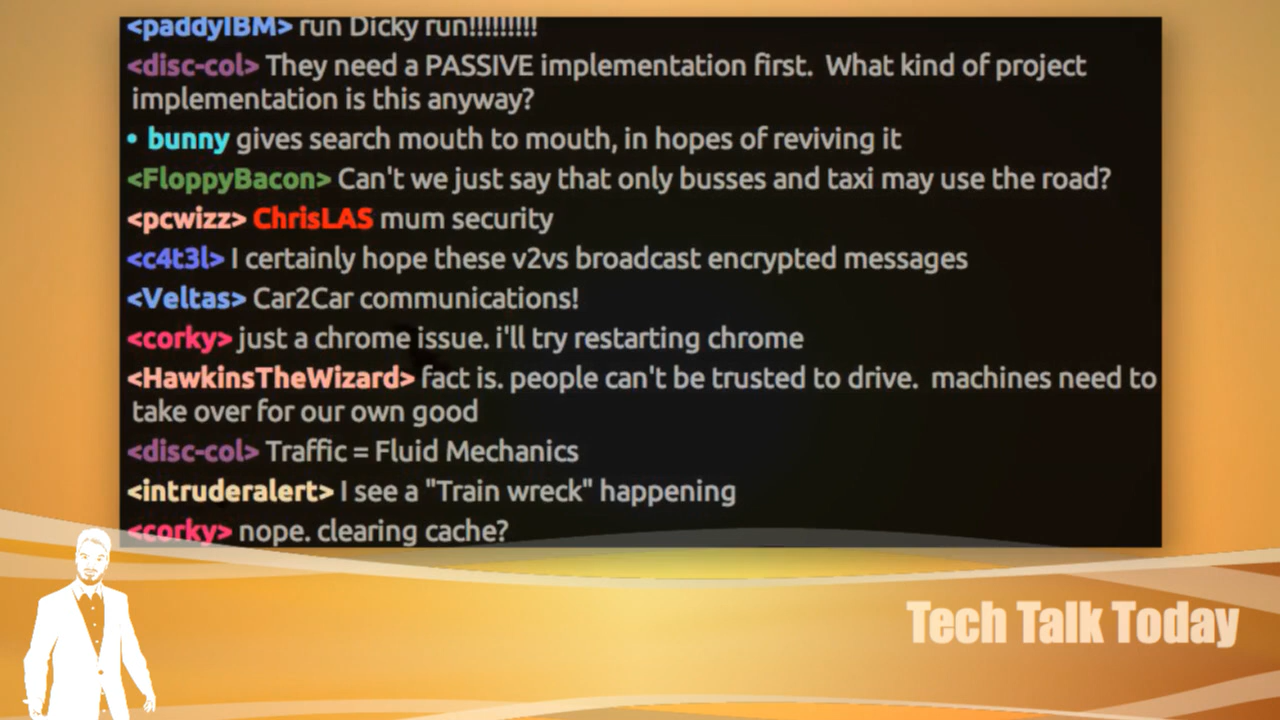 <paddyIBM> run Dicky run!!!!!!!!!
<disc-col> They need a PASSIVE implementation first.  What kind of project
implementation is this anyway?
• bunny gives search mouth to mouth, in hopes of reviving it
<FloppyBacon> Can't we just say that only busses and taxi may use the road?
<pcwizz> ChrisLAS mum security
<c4t3l> I certainly hope these v2vs broadcast encrypted messages
<Veltas> Car2Car communications!
<corky> just a chrome issue. i'll try restarting chrome
<HawkinsTheWizard> fact is. people can't be trusted to drive.  machines need to
take over for our own good
<disc-col> Traffic = Fluid Mechanics
<intruderalert> I see a "Train wreck" happening
<corky> nope. clearing cache?
Tech Talk Today